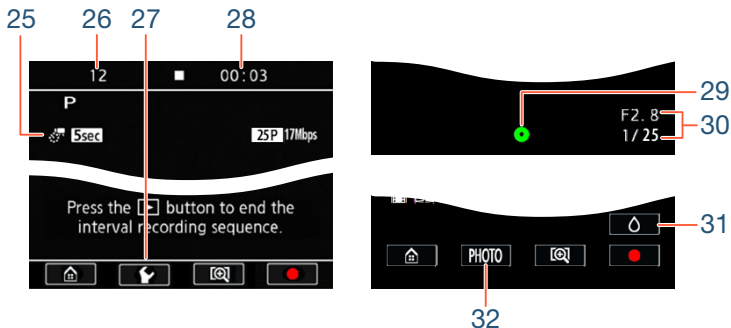 25 26 27 28
12 00:03
P
5sec 25P 17Mbps
Press the button to end the
interval recording sequence.
29
F2.8
30
1/25
31
PHOTO
32